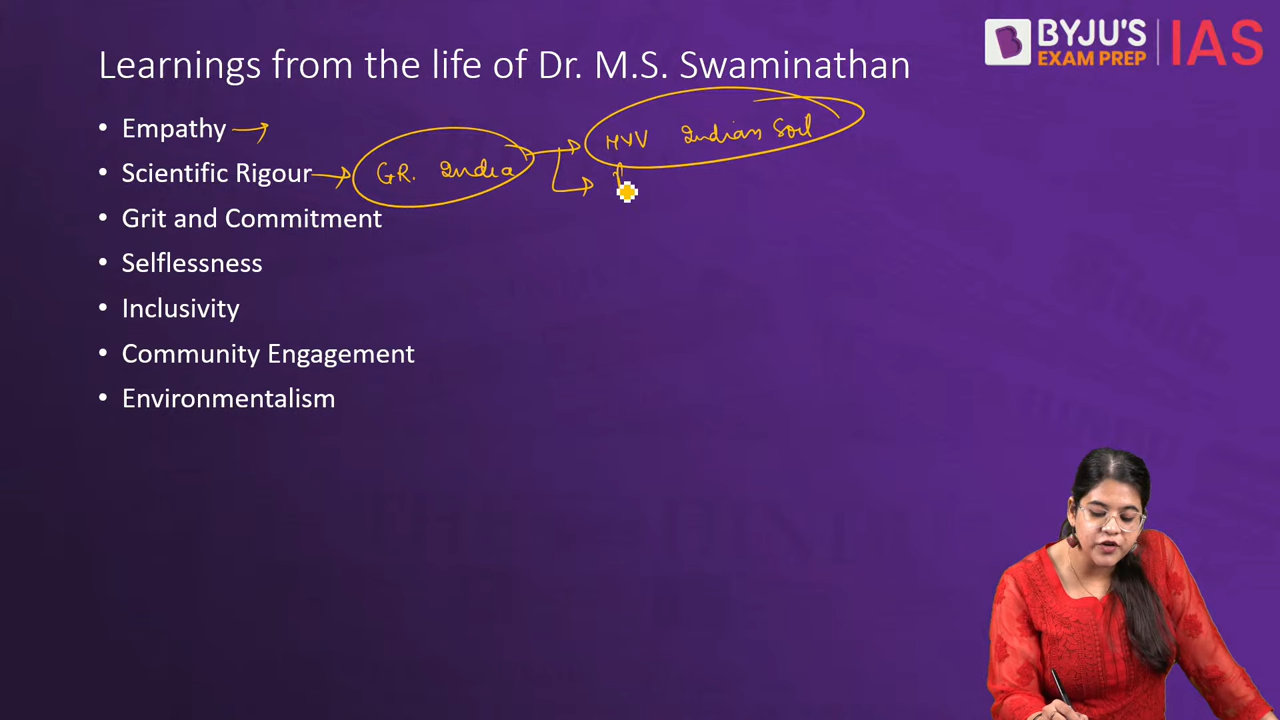 Learnings from the life of Dr. M.S. Swaminathan
BYJU'S
EXAM PREP
IAS
• Empathy →
• Scientific Rigour → GR. India → HYV Indian Soil
• Grit and Commitment
• Selflessness
• Inclusivity
• Community Engagement
• Environmentalism